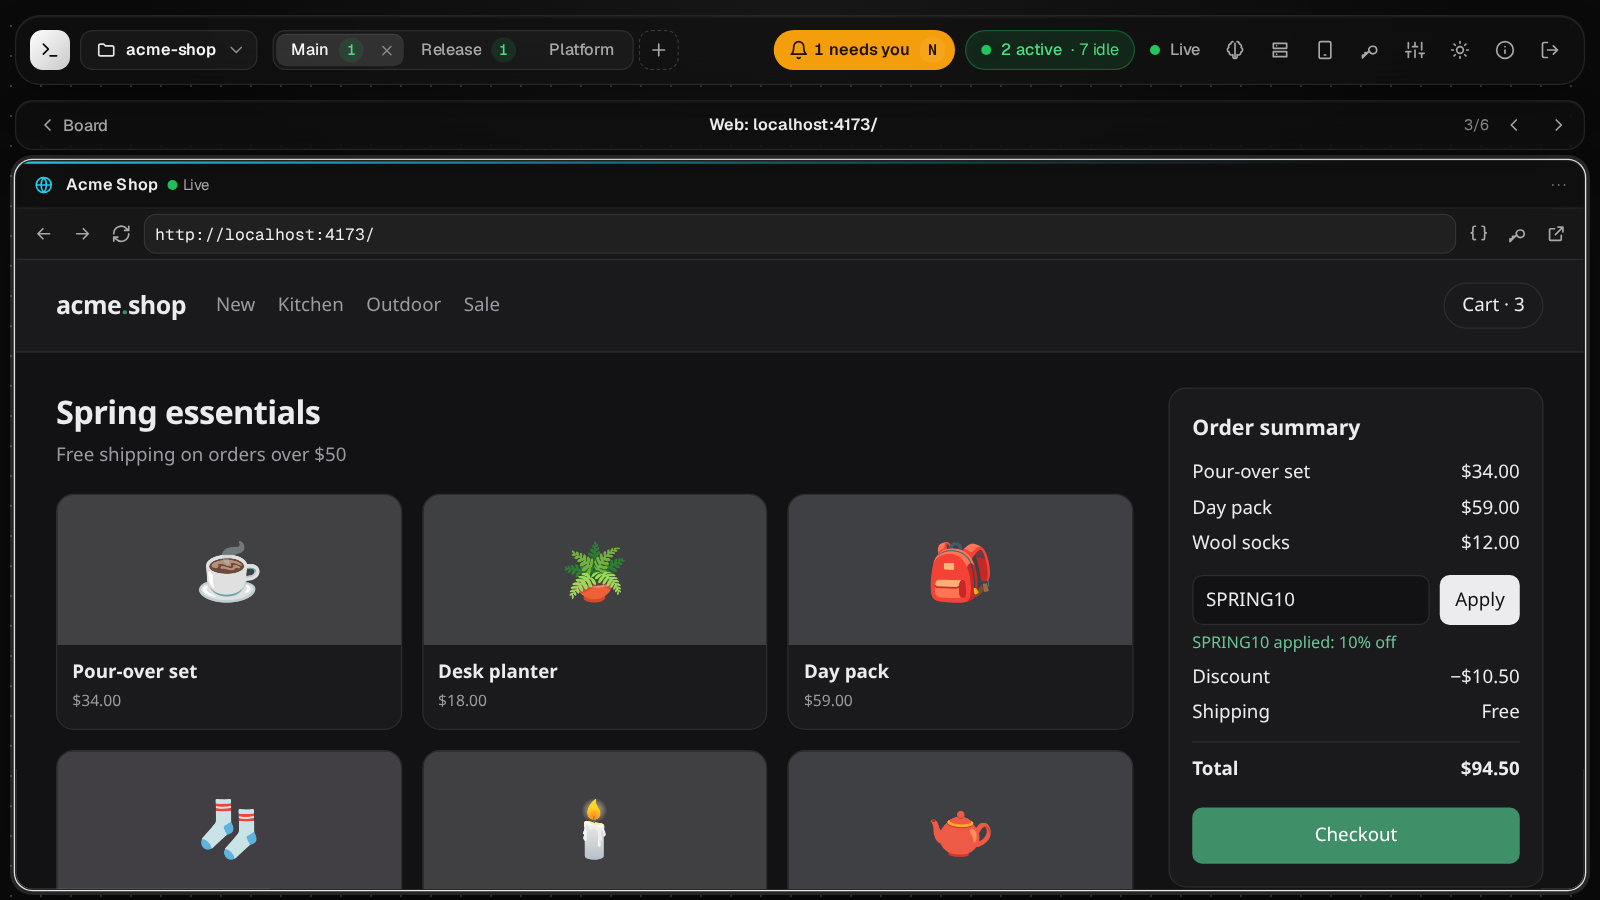 acme-shop
Main 1
Release 1
Platform
1 needs you N
2 active · 7 idle
Live
Board
Web: localhost:4173/
3/6
Acme Shop Live
http://localhost:4173/
acme.shop
New
Kitchen
Outdoor
Sale
Cart · 3
Spring essentials
Free shipping on orders over $50
Pour-over set
$34.00
Desk planter
$18.00
Day pack
$59.00
Order summary
Pour-over set $34.00
Day pack $59.00
Wool socks $12.00
SPRING10 Apply
SPRING10 applied: 10% off
Discount −$10.50
Shipping Free
Total $94.50
Checkout